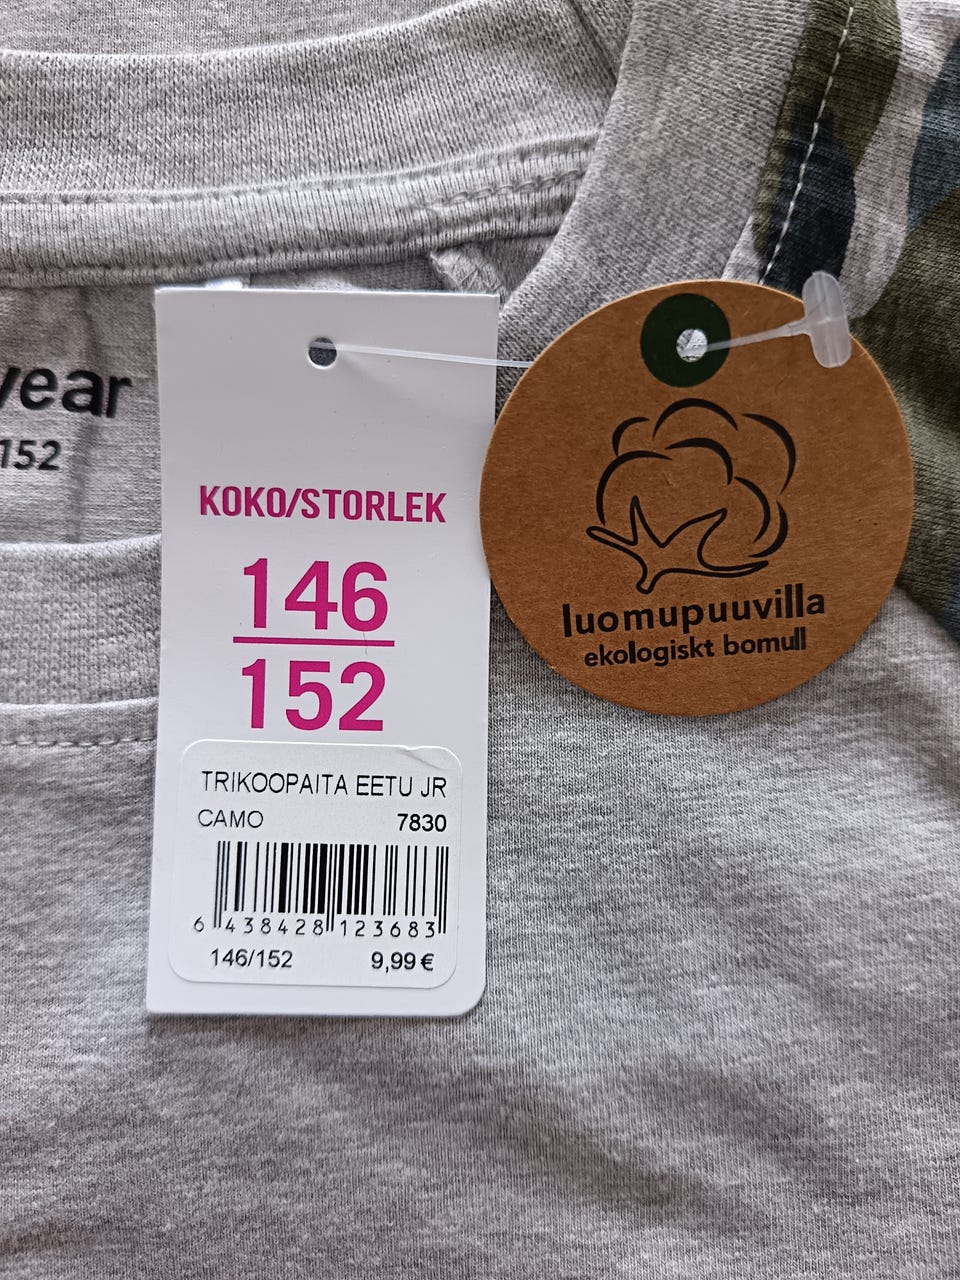 year
152
KOKO/STORLEK
146
152
TRIKOOPAITA EETU JR
CAMO 7830
6 438428 123683
146/152 9,99 €
luomupuuvilla
ekologiskt bomull